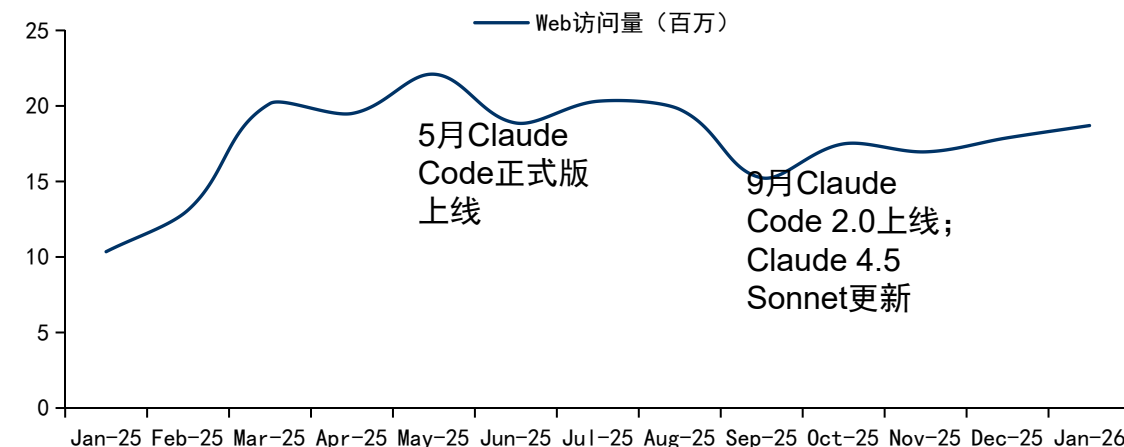 Web访问量（百万）
25
20
15
10
5
0
5月Claude
Code正式版
上线
9月Claude
Code 2.0上线；
Claude 4.5
Sonnet更新
Jan-25 Feb-25 Mar-25 Apr-25 May-25 Jun-25 Jul-25 Aug-25 Sep-25 Oct-25 Nov-25 Dec-25 Jan-26